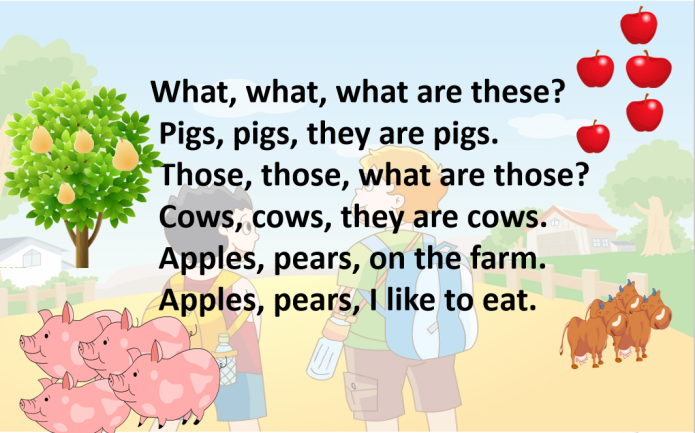 What, what, what are these?
Pigs, pigs, they are pigs.
Those, those, what are those?
Cows, cows, they are cows.
Apples, pears, on the farm.
Apples, pears, I like to eat.